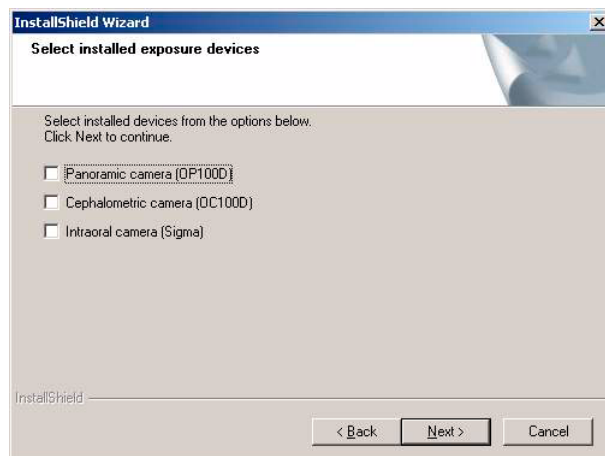 InstallShield Wizard
Select installed exposure devices
Select installed devices from the options below.
Click Next to continue.
Panoramic camera (OP100D)
Cephalometric camera (OC100D)
Intraoral camera (Sigma)
InstallShield
< Back Next > Cancel